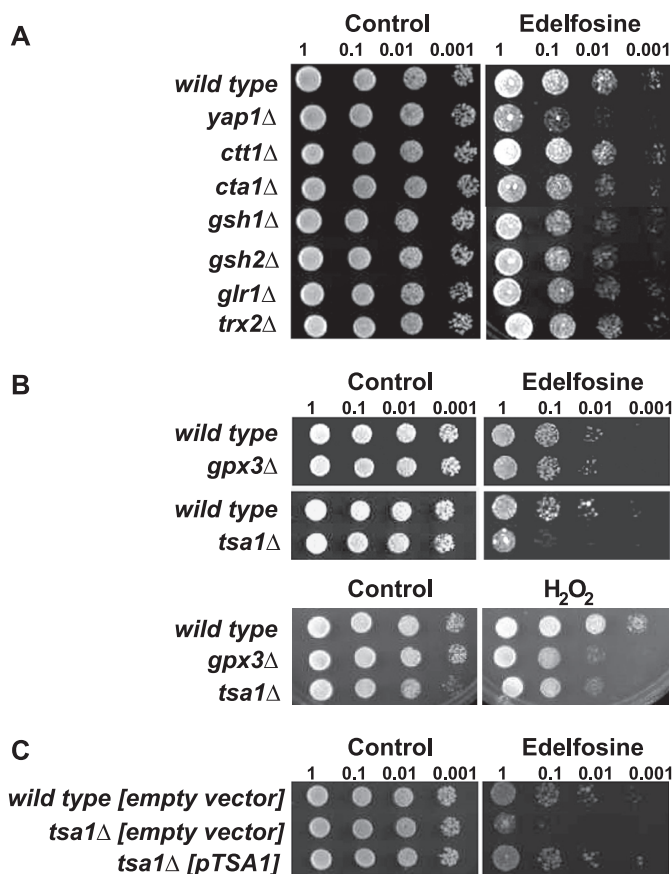 A
Control Edelfosine
1 0.1 0.01 0.001 1 0.1 0.01 0.001
wild type
yap1Δ
ctt1Δ
cta1Δ
gsh1Δ
gsh2Δ
glr1Δ
trx2Δ
B
Control Edelfosine
1 0.1 0.01 0.001 1 0.1 0.01 0.001
wild type
gpx3Δ
wild type
tsa1Δ
Control H₂O₂
wild type
gpx3Δ
tsa1Δ
C
Control Edelfosine
1 0.1 0.01 0.001 1 0.1 0.01 0.001
wild type [empty vector]
tsa1Δ [empty vector]
tsa1Δ [pTSA1]